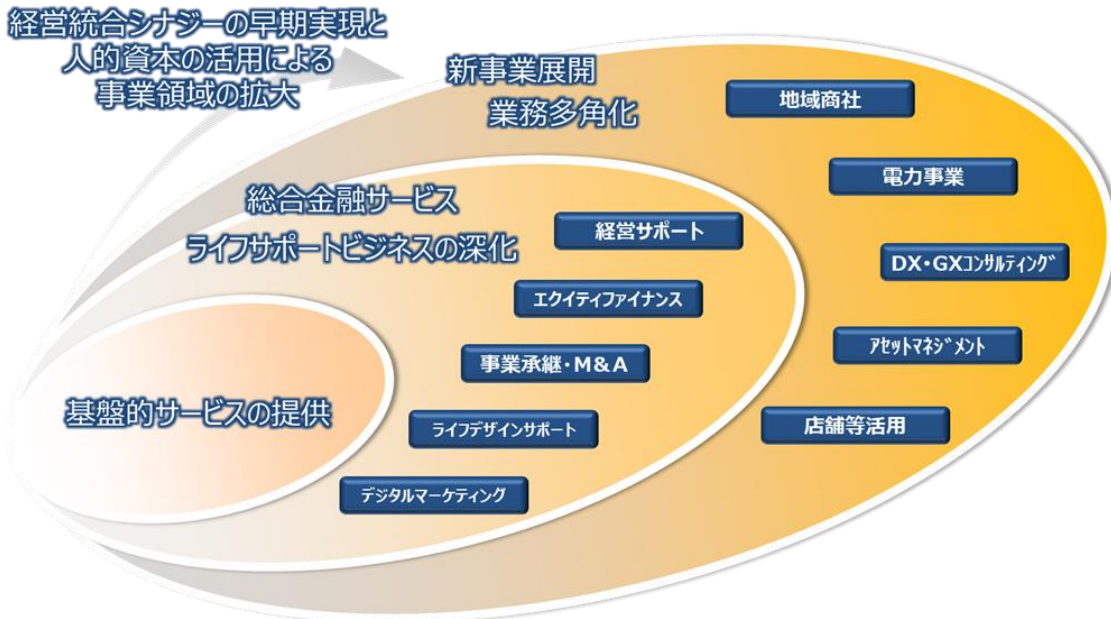 経営統合シナジーの早期実現と
人的資本の活用による
事業領域の拡大
新事業展開
業務多角化
地域商社
電力事業
DX・GXコンサルティング
アセットマネジメント
店舗等活用
総合金融サービス
ライフサポートビジネスの深化
経営サポート
エクイティファイナンス
事業承継・M&A
ライフデザインサポート
デジタルマーケティング
基盤的サービスの提供